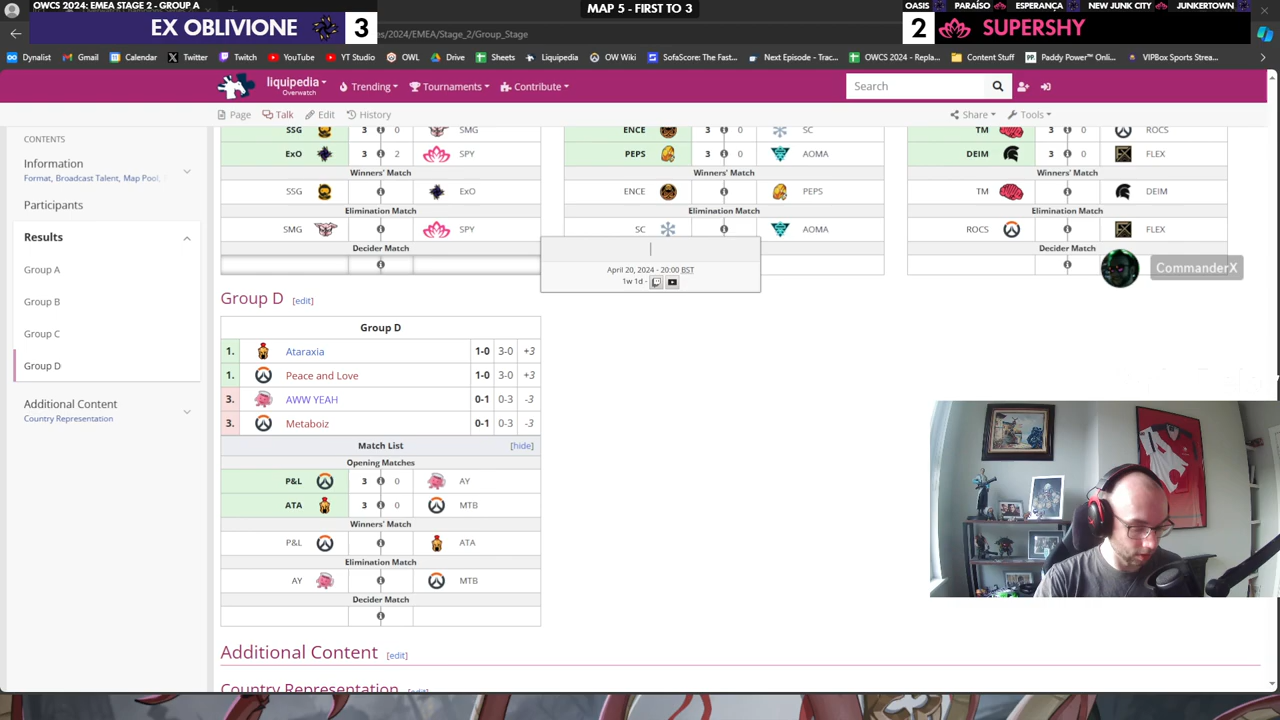 OWCS 2024: EMEA STAGE 2 - GROUP A
EX OBLIVIONE 3
MAP 5 - FIRST TO 3
OASIS PARAÍSO ESPERANÇA NEW JUNK CITY JUNKERTOWN
2 SUPERSHY
es/2024/EMEA/Stage_2/Group_Stage
Dynalist Gmail Calendar Twitter Twitch YouTube YT Studio OWL Drive Sheets Liquipedia OW Wiki SofaScore: The Fast... Next Episode - Trac... OWCS 2024 - Repla... Content Stuff Paddy Power™ Onli... VIPBox Sports Strea...
liquipedia
Overwatch
Trending Tournaments Contribute Search
Page Talk Edit History Share Tools
CONTENTS
Information
Format, Broadcast Talent, Map Pool,
Participants
Results
Group A
Group B
Group C
Group D
Additional Content
Country Representation
SSG 3 0 SMG
ExO 3 2 SPY
Winners' Match
SSG ExO
Elimination Match
SMG SPY
Decider Match
ENCE 3 0 SC
PEPS 3 0 AOMA
Winners' Match
ENCE PEPS
Elimination Match
SC AOMA
TM 3 0 ROCS
DEIM 3 0 FLEX
Winners' Match
TM DEIM
Elimination Match
ROCS FLEX
Decider Match
April 20, 2024 - 20:00 BST
1w 1d -
CommanderX
Group D [edit]
Group D
1. Ataraxia 1-0 3-0 +3
1. Peace and Love 1-0 3-0 +3
3. AWW YEAH 0-1 0-3 -3
3. Metaboiz 0-1 0-3 -3
Match List [hide]
Opening Matches
P&L 3 0 AY
ATA 3 0 MTB
Winners' Match
P&L ATA
Elimination Match
AY MTB
Decider Match
Additional Content [edit]
Country Representation [edit]